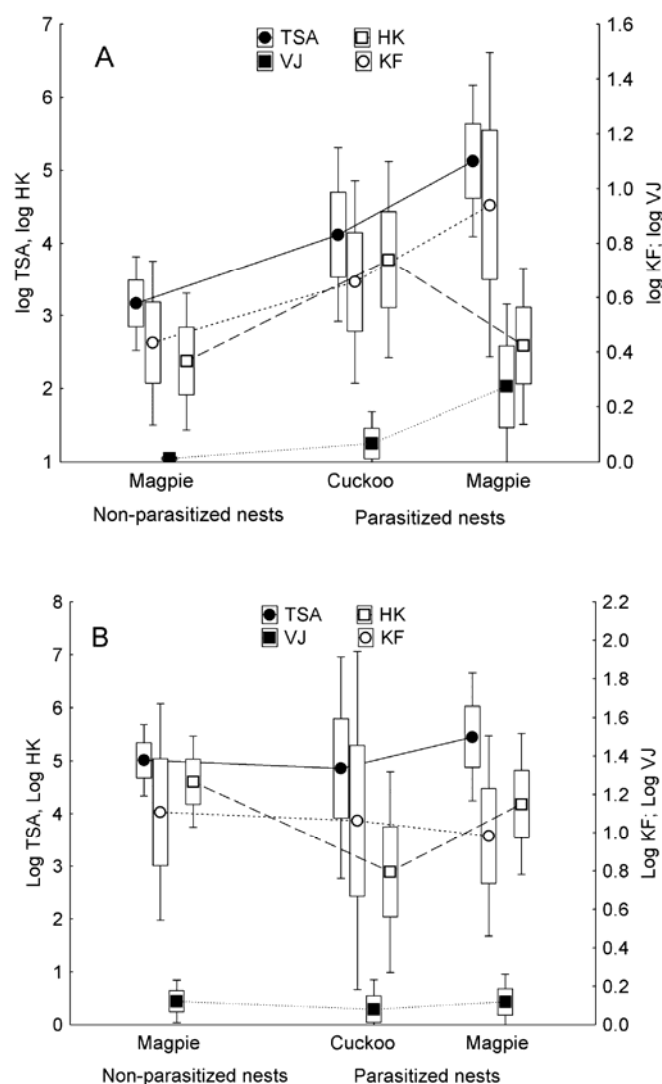 A
TSA HK
VJ KF
log TSA, log HK
7
6
5
4
3
2
1
log KF; log VJ
1.6
1.4
1.2
1.0
0.8
0.6
0.4
0.2
0.0
Magpie Cuckoo Magpie
Non-parasitized nests Parasitized nests
B
TSA HK
VJ KF
Log TSA, Log HK
8
7
6
5
4
3
2
1
0
Log KF; Log VJ
2.2
2.0
1.8
1.6
1.4
1.2
1.0
0.8
0.6
0.4
0.2
0.0
Magpie Cuckoo Magpie
Non-parasitized nests Parasitized nests